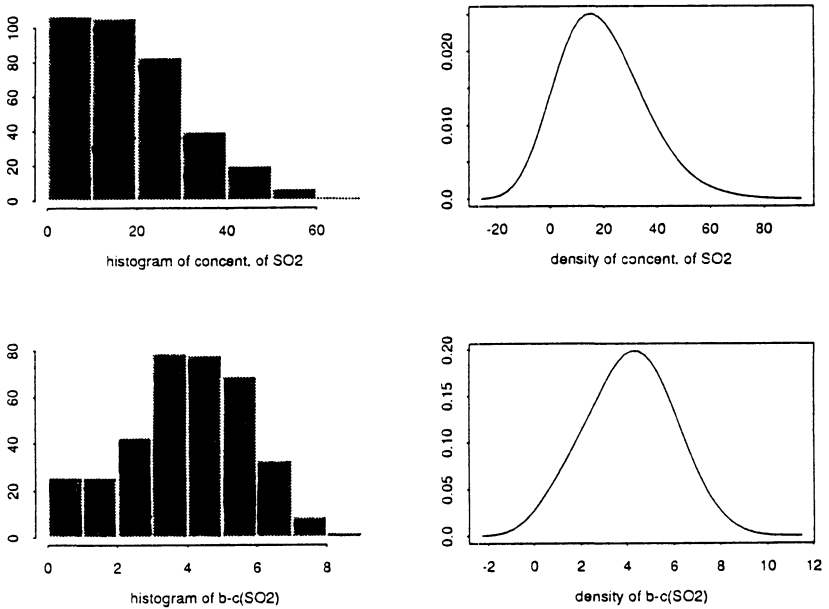 100
80
60
40
20
0
0 20 40 60
histogram of concent. of SO2
0.020
0.010
0.0
-20 0 20 40 60 80
density of concent. of SO2
80
60
40
20
0
0 2 4 6 8
histogram of b-c(SO2)
0.20
0.15
0.10
0.05
0.0
-2 0 2 4 6 8 10 12
density of b-c(SO2)